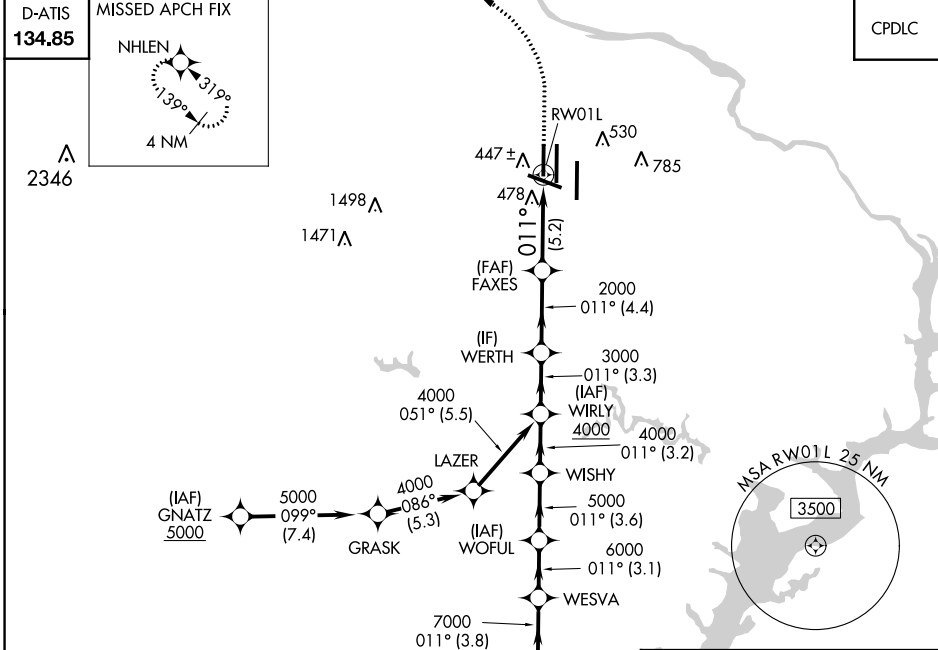 D-ATIS
134.85
MISSED APCH FIX
NHLEN
319°
139°
4 NM
CPDLC
RW01L
530
785
447 ±
478
2346
1498
1471
011°
(5.2)
(FAF)
FAXES
2000
011° (4.4)
(IF)
WERTH
3000
011° (3.3)
4000
051° (5.5)
(IAF)
WIRLY
4000
4000
011° (3.2)
LAZER
WISHY
(IAF)
GNATZ
5000
5000
099°
(7.4)
GRASK
4000
086°
(5.3)
5000
011° (3.6)
(IAF)
WOFUL
6000
011° (3.1)
WESVA
7000
011° (3.8)
MSA RW01L 25 NM
3500